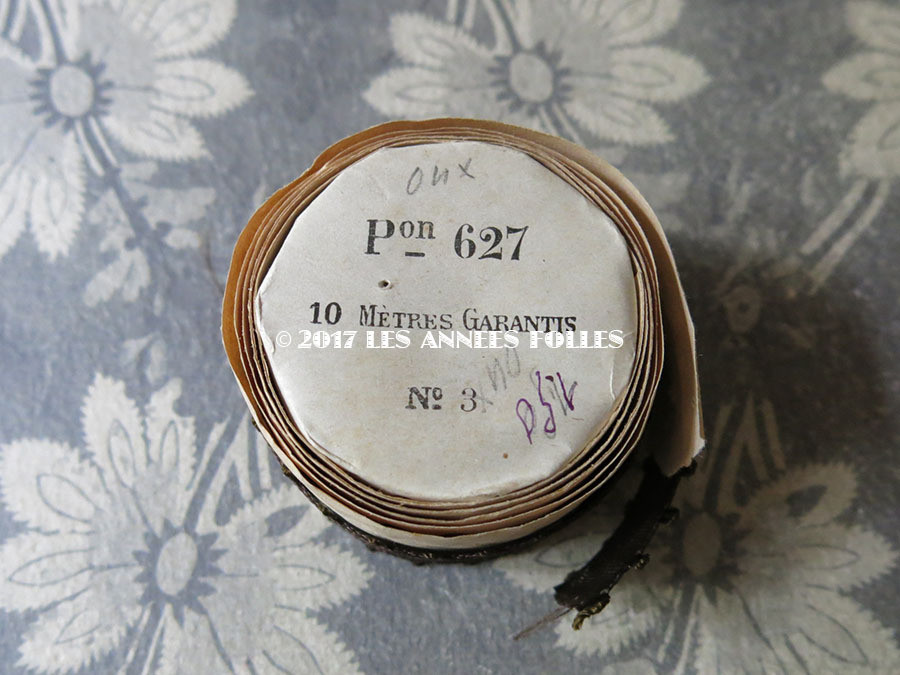 Pon 627
10 MÈTRES GARANTIS
© 2017 LES ANNEES FOLLES
No 3